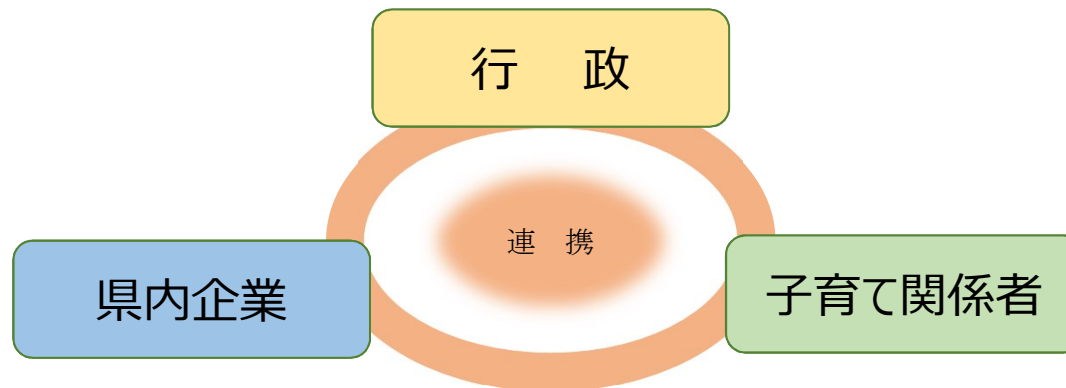 行　政
連　携
県内企業
子育て関係者